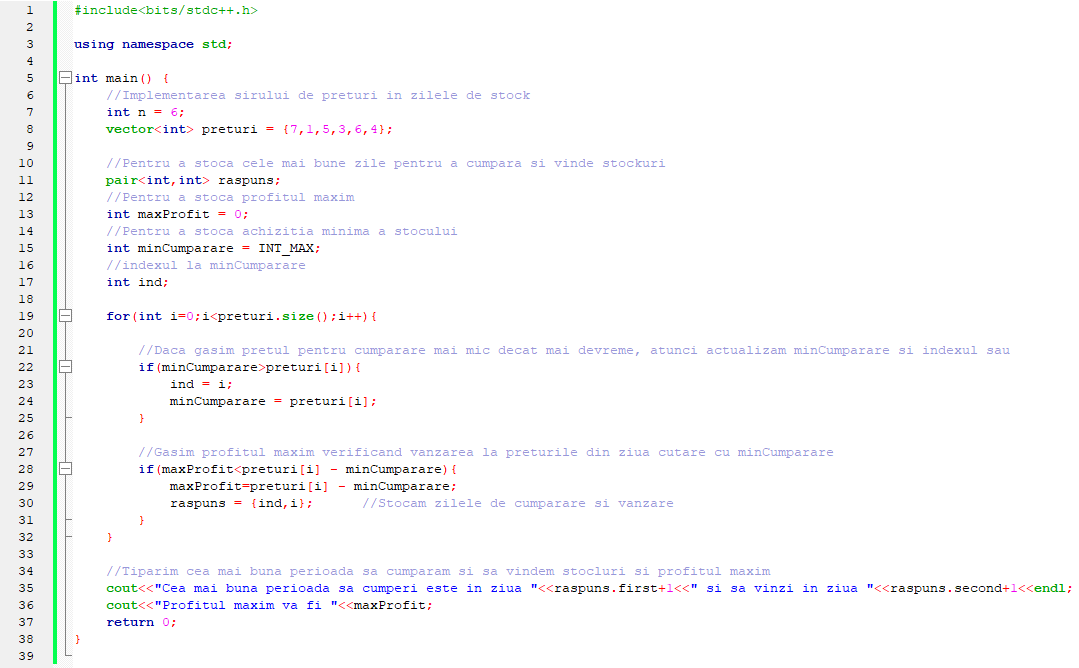 1 #include<bits/stdc++.h>
2
3 using namespace std;
4
5 int main() {
6 //Implementarea sirului de preturi in zilele de stock
7 int n = 6;
8 vector<int> preturi = {7,1,5,3,6,4};
9
10 //Pentru a stoca cele mai bune zile pentru a cumpara si vinde stockuri
11 pair<int,int> raspuns;
12 //Pentru a stoca profitul maxim
13 int maxProfit = 0;
14 //Pentru a stoca achizitia minima a stocului
15 int minCumparare = INT_MAX;
16 //indexul la minCumparare
17 int ind;
18
19 for(int i=0;i<preturi.size();i++){
20
21 //Daca gasim pretul pentru cumparare mai mic decat mai devreme, atunci actualizam minCumparare si indexul sau
22 if(minCumparare>preturi[i]){
23 ind = i;
24 minCumparare = preturi[i];
25 }
26
27 //Gasim profitul maxim verificand vanzarea la preturile din ziua cutare cu minCumparare
28 if(maxProfit<preturi[i] - minCumparare){
29 maxProfit=preturi[i] - minCumparare;
30 raspuns = {ind,i}; //Stocam zilele de cumparare si vanzare
31 }
32 }
33
34 //Tiparim cea mai buna perioada sa cumparam si sa vindem stocluri si profitul maxim
35 cout<<"Cea mai buna perioada sa cumperi este in ziua "<<raspuns.first+1<<" si sa vinzi in ziua "<<raspuns.second+1<<endl;
36 cout<<"Profitul maxim va fi "<<maxProfit;
37 return 0;
38 }
39